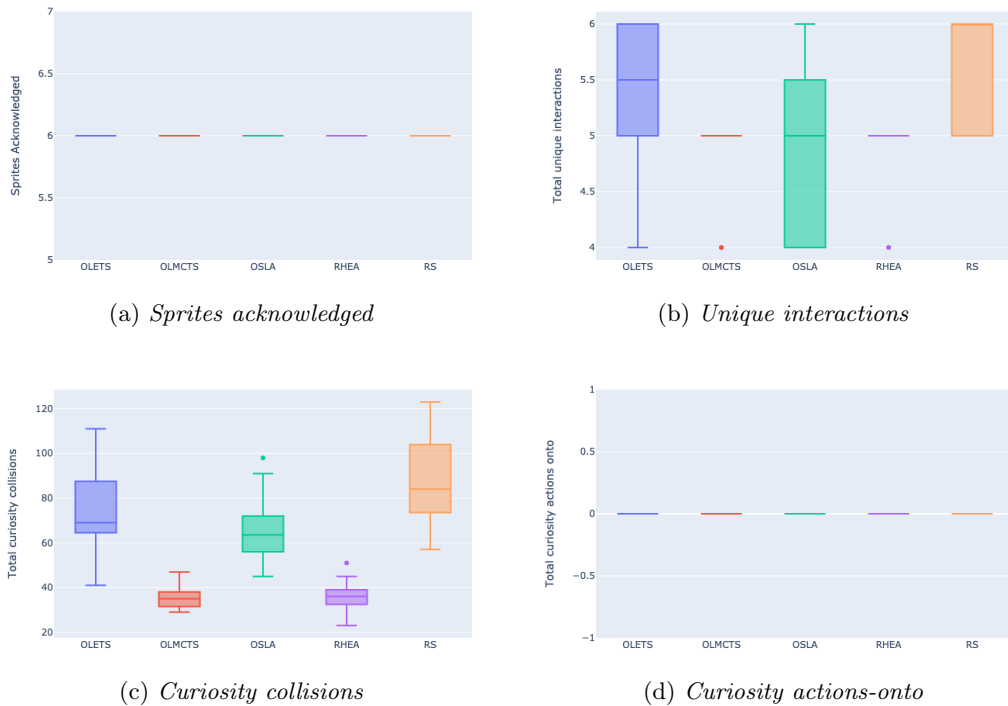 Sprites Acknowledged
7
6.5
6
5.5
5
OLETS OLMCTS OSLA RHEA RS
(a) Sprites acknowledged
Total unique interactions
6
5.5
5
4.5
4
OLETS OLMCTS OSLA RHEA RS
(b) Unique interactions
Total curiosity collisions
120
100
80
60
40
20
OLETS OLMCTS OSLA RHEA RS
(c) Curiosity collisions
Total curiosity actions onto
1
0.5
0
−0.5
−1
OLETS OLMCTS OSLA RHEA RS
(d) Curiosity actions-onto